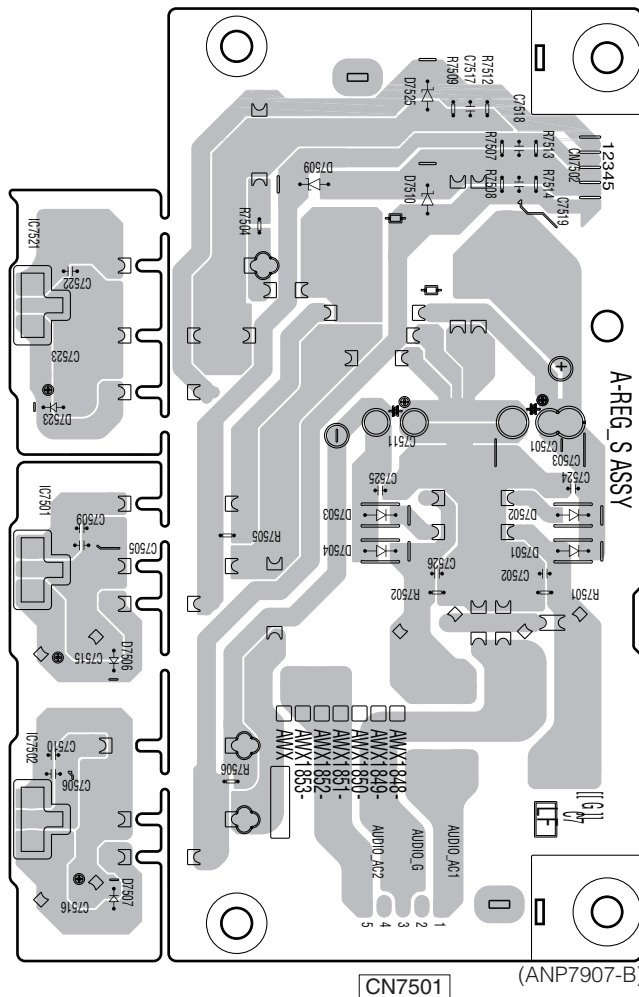 R7512
C7517
R7509
D7525
C7518
12345
CN7502
R7513
R7507
D7509
R7514
R7508
D7510
C7519
R7504
IC7521
C7522
C7523
D7523
A-REG_S ASSY
C7511
C7501
C7503
C7525
C7524
IC7501
C7509
C7505
R7505
D7503
D7502
D7504
D7501
C7526
C7502
R7502
R7501
C7515
D7506
IC7502
C7510
C7506
R7506
AWX
AWX1853-
AWX1852-
AWX1851-
AWX1850-
AWX1849-
AWX1848-
[[ G ]]
C7
LF
AUDIO_AC2
AUDIO_G
AUDIO_AC1
C7516
D7507
5 4 3 2 1
CN7501
(ANP7907-B)